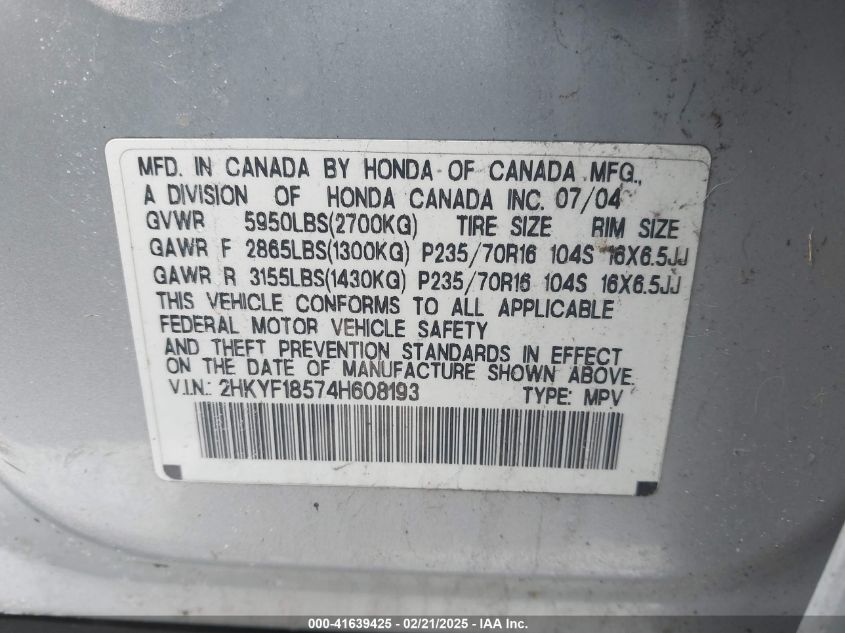 MFD. IN CANADA BY HONDA OF CANADA MFG.,
A DIVISION OF HONDA CANADA INC. 07/04
GVWR 5950LBS(2700KG) TIRE SIZE RIM SIZE
GAWR F 2865LBS(1300KG) P235/70R16 104S 16X6.5JJ
GAWR R 3155LBS(1430KG) P235/70R16 104S 16X6.5JJ
THIS VEHICLE CONFORMS TO ALL APPLICABLE
FEDERAL MOTOR VEHICLE SAFETY
AND THEFT PREVENTION STANDARDS IN EFFECT
ON THE DATE OF MANUFACTURE SHOWN ABOVE.
V.I.N.: 2HKYF18574H608193 TYPE: MPV
000-41639425 - 02/21/2025 - IAA, Inc.